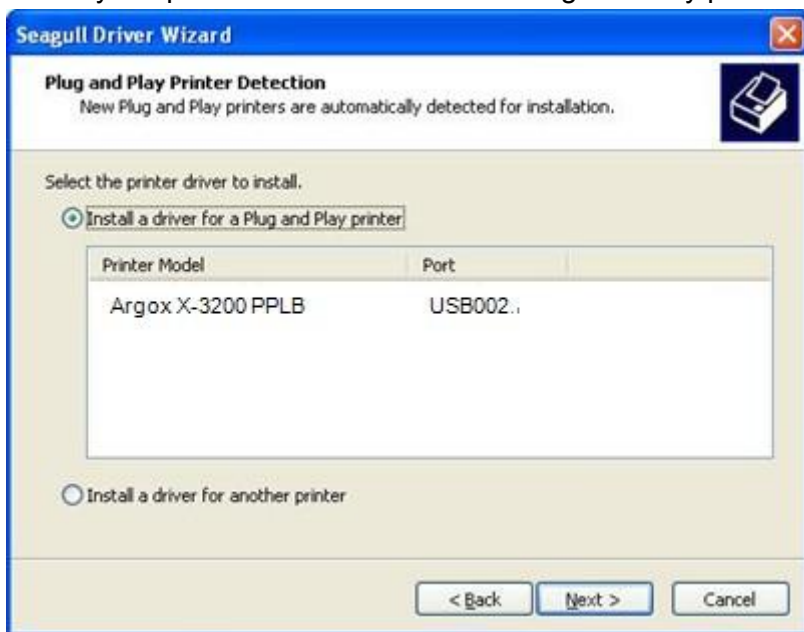 Seagull Driver Wizard
Plug and Play Printer Detection
New Plug and Play printers are automatically detected for installation.
Select the printer driver to install.
Install a driver for a Plug and Play printer
Printer Model Port
Argox X-3200 PPLB USB002.
Install a driver for another printer
< Back Next > Cancel